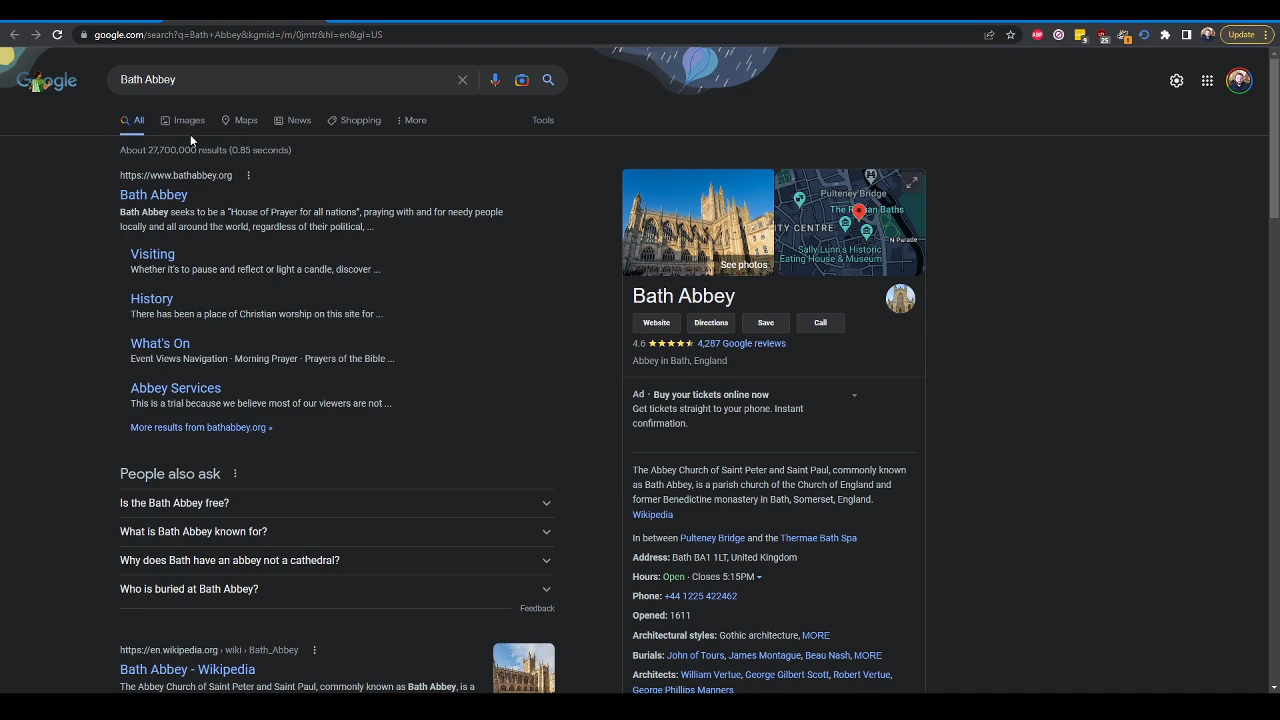 google.com/search?q=Bath+Abbey&kgmid=/m/0jmtr&hl=en&gl=US
Update
Google
Bath Abbey
All
Images
Maps
News
Shopping
More
Tools
About 27,700,000 results (0.85 seconds)
https://www.bathabbey.org
Bath Abbey
Bath Abbey seeks to be a “House of Prayer for all nations”, praying with and for needy people
locally and all around the world, regardless of their political, ...
Visiting
Whether it's to pause and reflect or light a candle, discover ...
History
There has been a place of Christian worship on this site for ...
What's On
Event Views Navigation · Morning Prayer · Prayers of the Bible ...
Abbey Services
This is a trial because we believe most of our viewers are not ...
More results from bathabbey.org »
People also ask
Is the Bath Abbey free?
What is Bath Abbey known for?
Why does Bath have an abbey not a cathedral?
Who is buried at Bath Abbey?
Feedback
https://en.wikipedia.org › wiki › Bath_Abbey
Bath Abbey - Wikipedia
The Abbey Church of Saint Peter and Saint Paul, commonly known as Bath Abbey, is a
See photos
Pulteney Bridge
The Roman Baths
CITY CENTRE
N Parade
Sally Lunn's Historic
Eating House & Museum
Bath Abbey
Website
Directions
Save
Call
4.6
4,287 Google reviews
Abbey in Bath, England
Ad · Buy your tickets online now
Get tickets straight to your phone. Instant
confirmation.
The Abbey Church of Saint Peter and Saint Paul, commonly known
as Bath Abbey, is a parish church of the Church of England and
former Benedictine monastery in Bath, Somerset, England.
Wikipedia
In between Pulteney Bridge and the Thermae Bath Spa
Address: Bath BA1 1LT, United Kingdom
Hours: Open · Closes 5:15PM
Phone: +44 1225 422462
Opened: 1611
Architectural styles: Gothic architecture, MORE
Burials: John of Tours, James Montague, Beau Nash, MORE
Architects: William Vertue, George Gilbert Scott, Robert Vertue,
George Phillips Manners